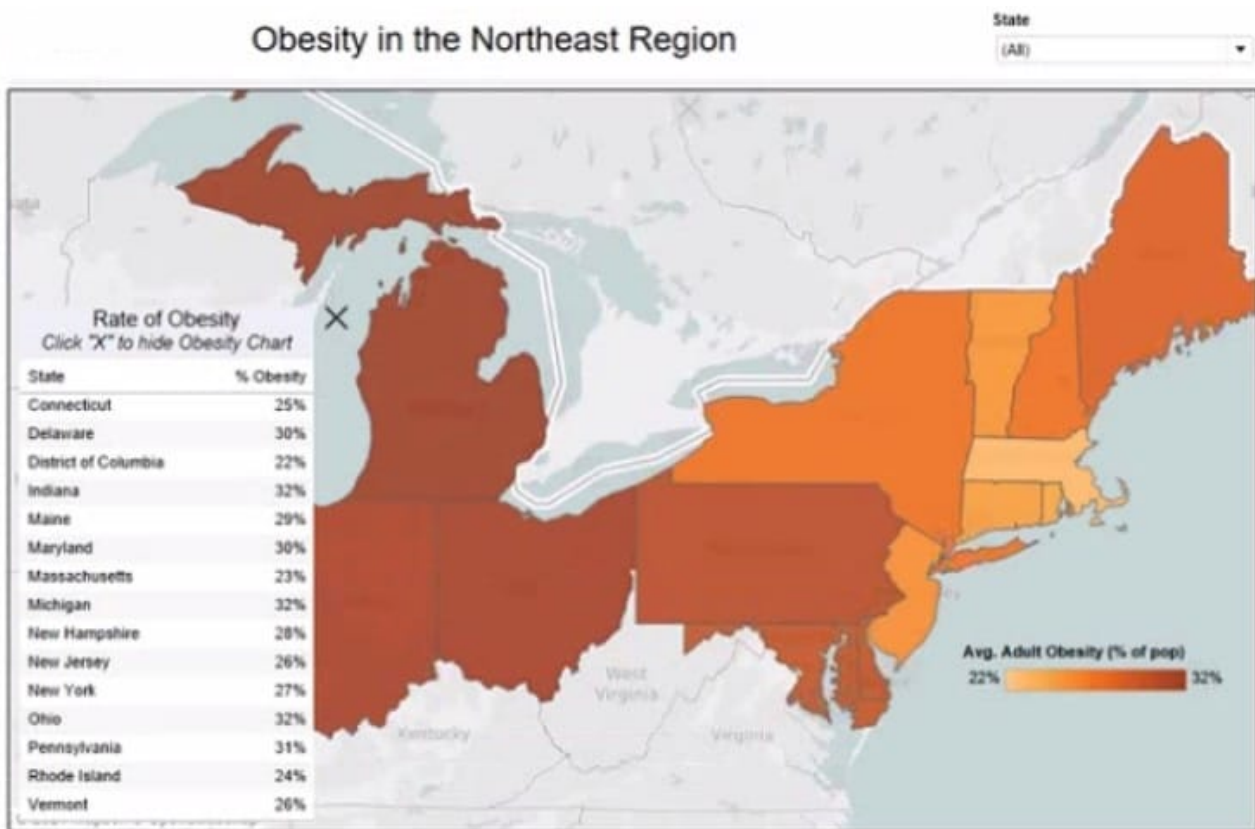 Obesity in the Northeast Region
State
(All)
Rate of Obesity
Click "X" to hide Obesity Chart
State % Obesity
Connecticut 25%
Delaware 30%
District of Columbia 22%
Indiana 32%
Maine 29%
Maryland 30%
Massachusetts 23%
Michigan 32%
New Hampshire 28%
New Jersey 26%
New York 27%
Ohio 32%
Pennsylvania 31%
Rhode Island 24%
Vermont 26%
West
Virginia
Kentucky
Virginia
Avg. Adult Obesity (% of pop)
22% 32%